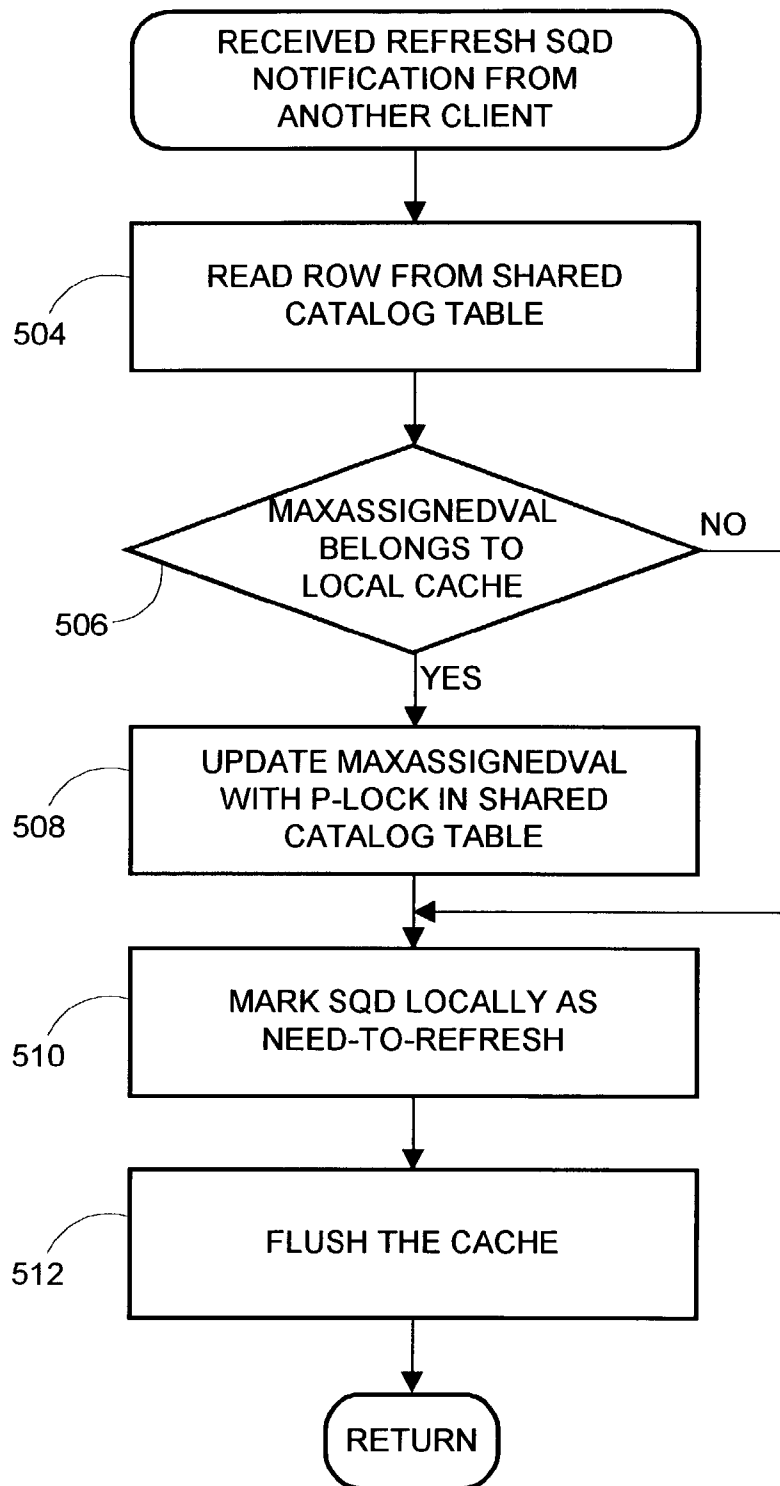 RECEIVED REFRESH SQD
NOTIFICATION FROM
ANOTHER CLIENT
READ ROW FROM SHARED
CATALOG TABLE
504
MAXASSIGNEDVAL
BELONGS TO
LOCAL CACHE
NO
506
YES
UPDATE MAXASSIGNEDVAL
WITH P-LOCK IN SHARED
CATALOG TABLE
508
MARK SQD LOCALLY AS
NEED-TO-REFRESH
510
FLUSH THE CACHE
512
RETURN